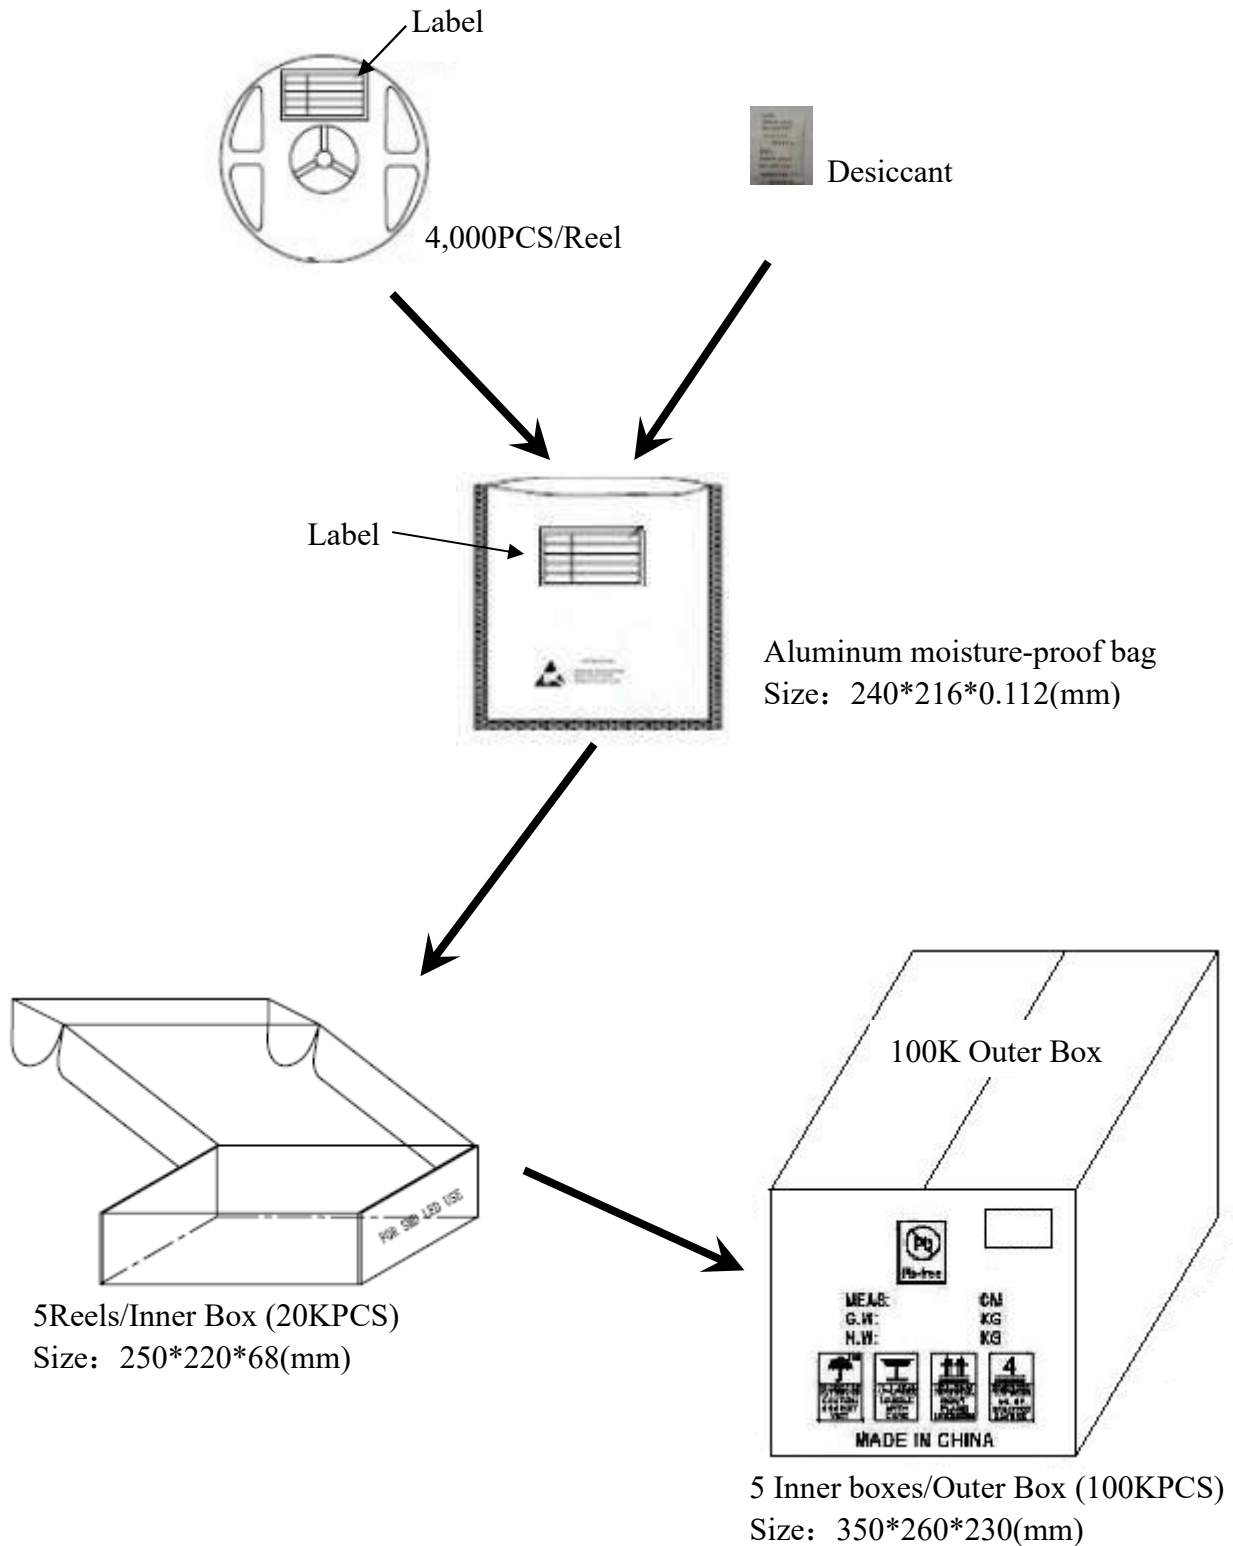 Label
Desiccant
4,000PCS/Reel
Label
Aluminum moisture-proof bag
Size：240*216*0.112(mm)
100K Outer Box
FOR SMD LED USE
Pb
Pb-free
MEAS: CM
G.W: KG
N.W: KG
4
MADE IN CHINA
5Reels/Inner Box (20KPCS)
Size：250*220*68(mm)
5 Inner boxes/Outer Box (100KPCS)
Size：350*260*230(mm)